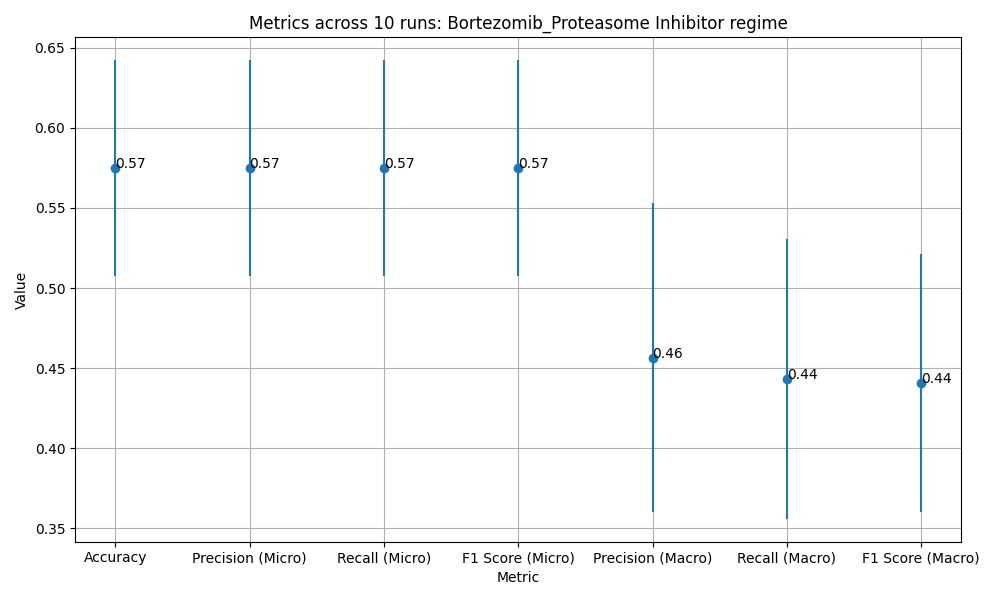 Metrics across 10 runs: Bortezomib_Proteasome Inhibitor regime
0.65
0.60
0.55
0.50
0.45
0.40
0.35
Value
0.57
0.57
0.57
0.57
0.46
0.44
0.44
Accuracy
Precision (Micro)
Recall (Micro)
F1 Score (Micro)
Precision (Macro)
Recall (Macro)
F1 Score (Macro)
Metric